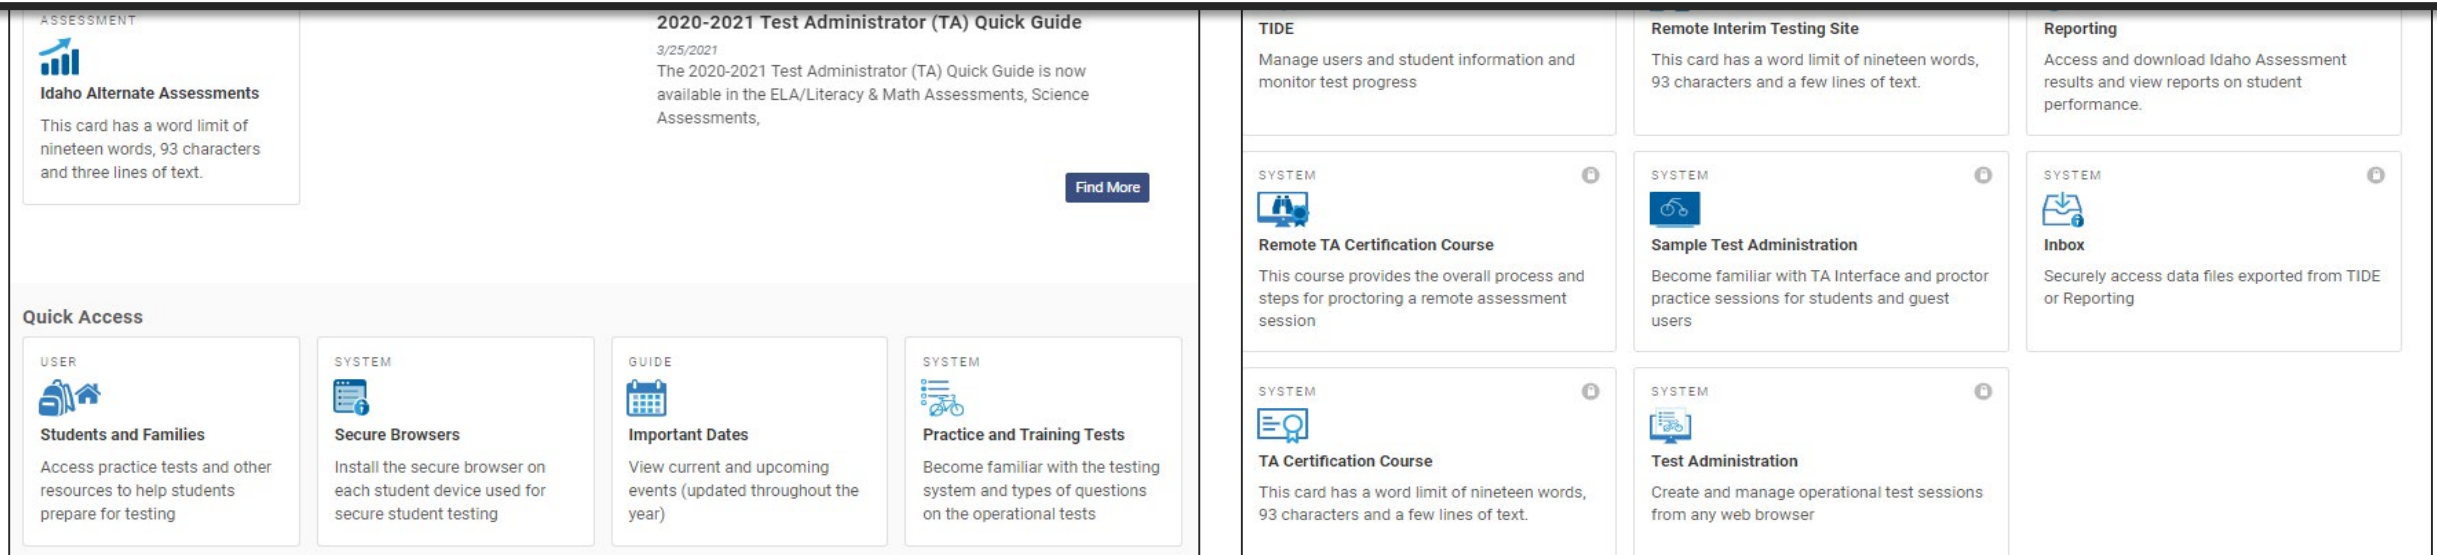 ASSESSMENT
Idaho Alternate Assessments
This card has a word limit of
nineteen words, 93 characters
and three lines of text.
2020-2021 Test Administrator (TA) Quick Guide
3/25/2021
The 2020-2021 Test Administrator (TA) Quick Guide is now
available in the ELA/Literacy & Math Assessments, Science
Assessments,
Find More
Quick Access
USER
Students and Families
Access practice tests and other
resources to help students
prepare for testing
SYSTEM
Secure Browsers
Install the secure browser on
each student device used for
secure student testing
GUIDE
Important Dates
View current and upcoming
events (updated throughout the
year)
SYSTEM
Practice and Training Tests
Become familiar with the testing
system and types of questions
on the operational tests
TIDE
Manage users and student information and
monitor test progress
Remote Interim Testing Site
This card has a word limit of nineteen words,
93 characters and a few lines of text.
Reporting
Access and download Idaho Assessment
results and view reports on student
performance.
SYSTEM
Remote TA Certification Course
This course provides the overall process and
steps for proctoring a remote assessment
session
SYSTEM
Sample Test Administration
Become familiar with TA Interface and proctor
practice sessions for students and guest
users
SYSTEM
Inbox
Securely access data files exported from TIDE
or Reporting
SYSTEM
TA Certification Course
This card has a word limit of nineteen words,
93 characters and a few lines of text.
SYSTEM
Test Administration
Create and manage operational test sessions
from any web browser